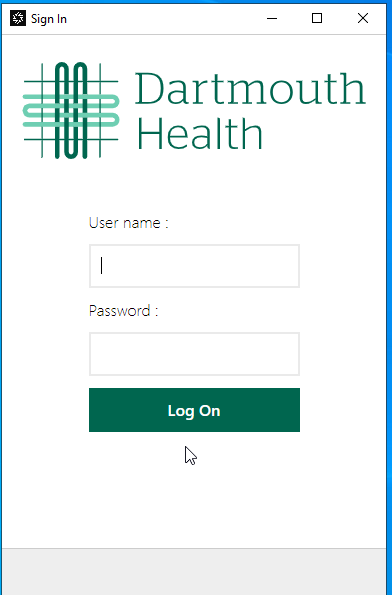 Sign In
Dartmouth
Health
User name :
Password :
Log On